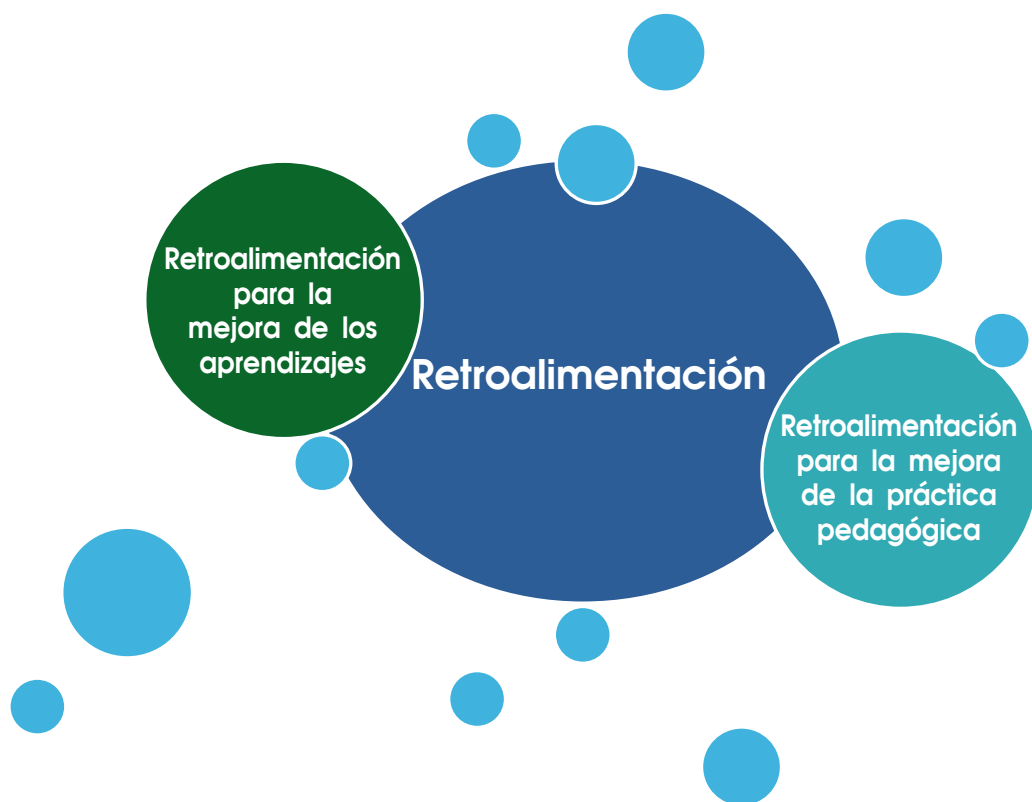 Retroalimentación
para la
mejora de los
aprendizajes
Retroalimentación
Retroalimentación
para la mejora
de la práctica
pedagógica